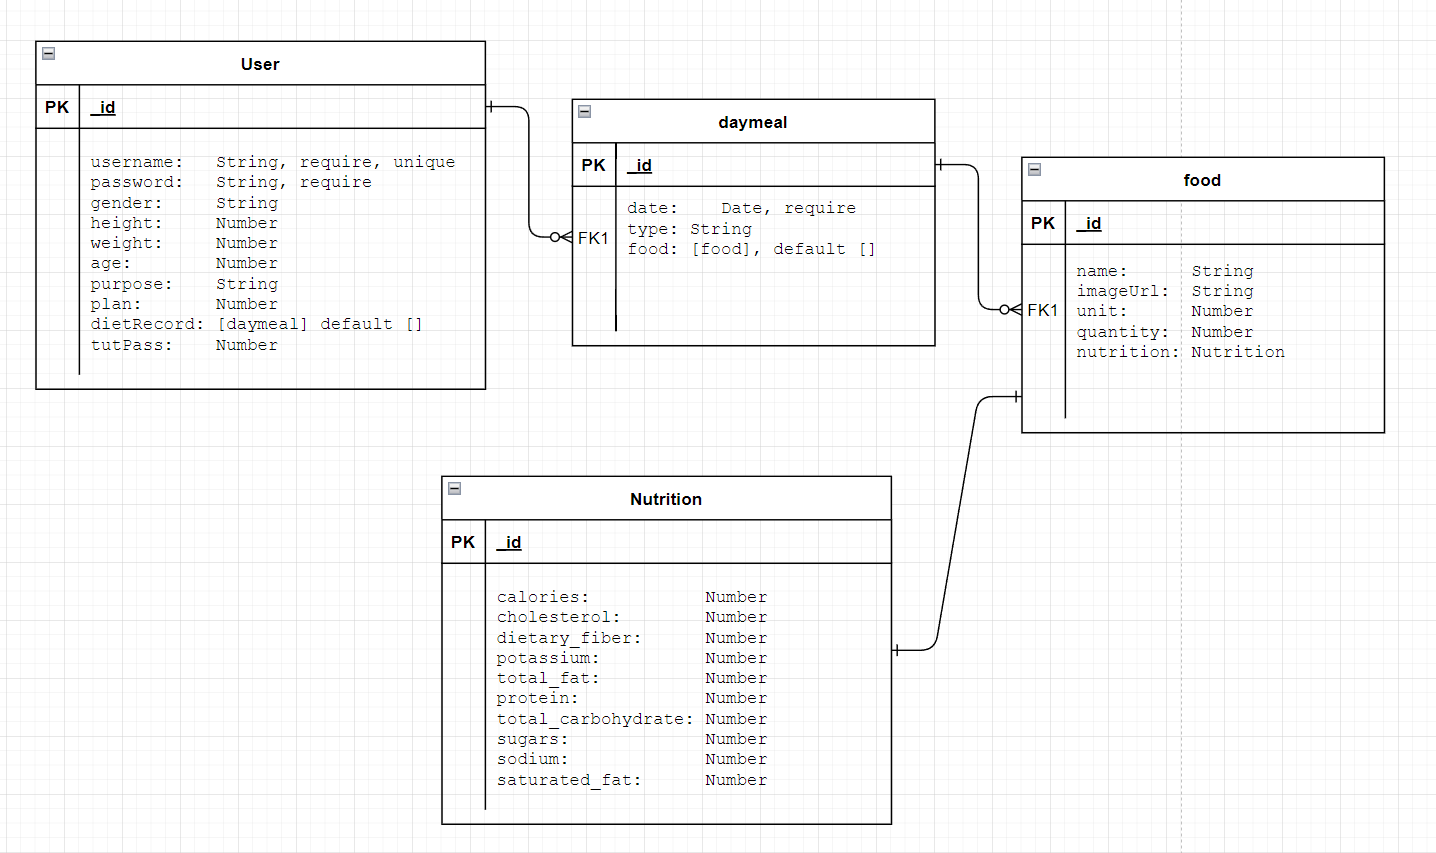 User
PK _id
username: String, require, unique
password: String, require
gender: String
height: Number
weight: Number
age: Number
purpose: String
plan: Number
dietRecord: [daymeal] default []
tutPass: Number
daymeal
PK _id
date: Date, require
type: String
FK1
food: [food], default []
food
PK _id
name: String
imageUrl: String
FK1
unit: Number
quantity: Number
nutrition: Nutrition
Nutrition
PK _id
calories: Number
cholesterol: Number
dietary_fiber: Number
potassium: Number
total_fat: Number
protein: Number
total_carbohydrate: Number
sugars: Number
sodium: Number
saturated_fat: Number